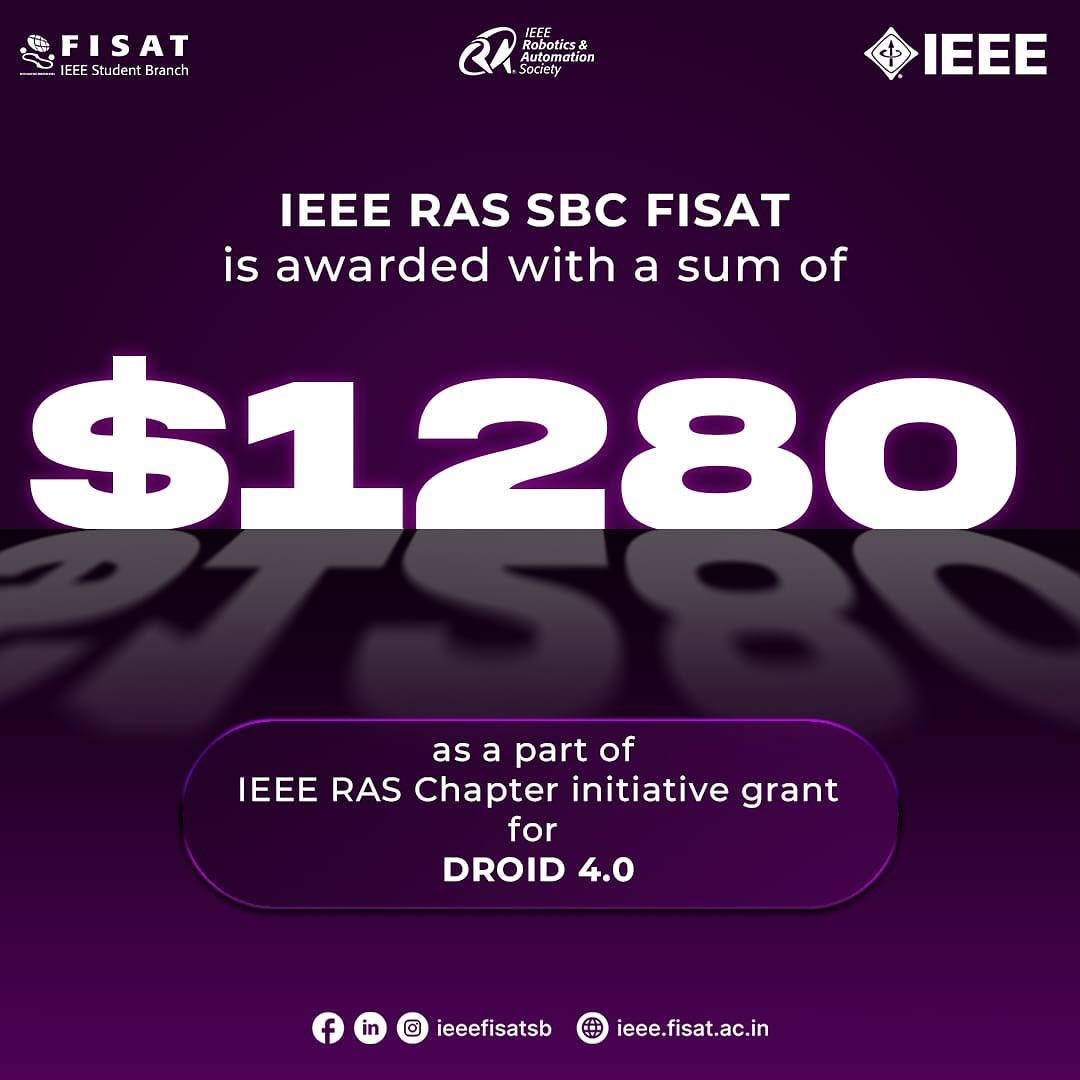 FISAT
IEEE Student Branch
IEEE
Robotics &
Automation
Society
IEEE
IEEE RAS SBC FISAT
is awarded with a sum of
$1280
as a part of
IEEE RAS Chapter initiative grant
for
DROID 4.0
ieeefisatsb
ieee.fisat.ac.in